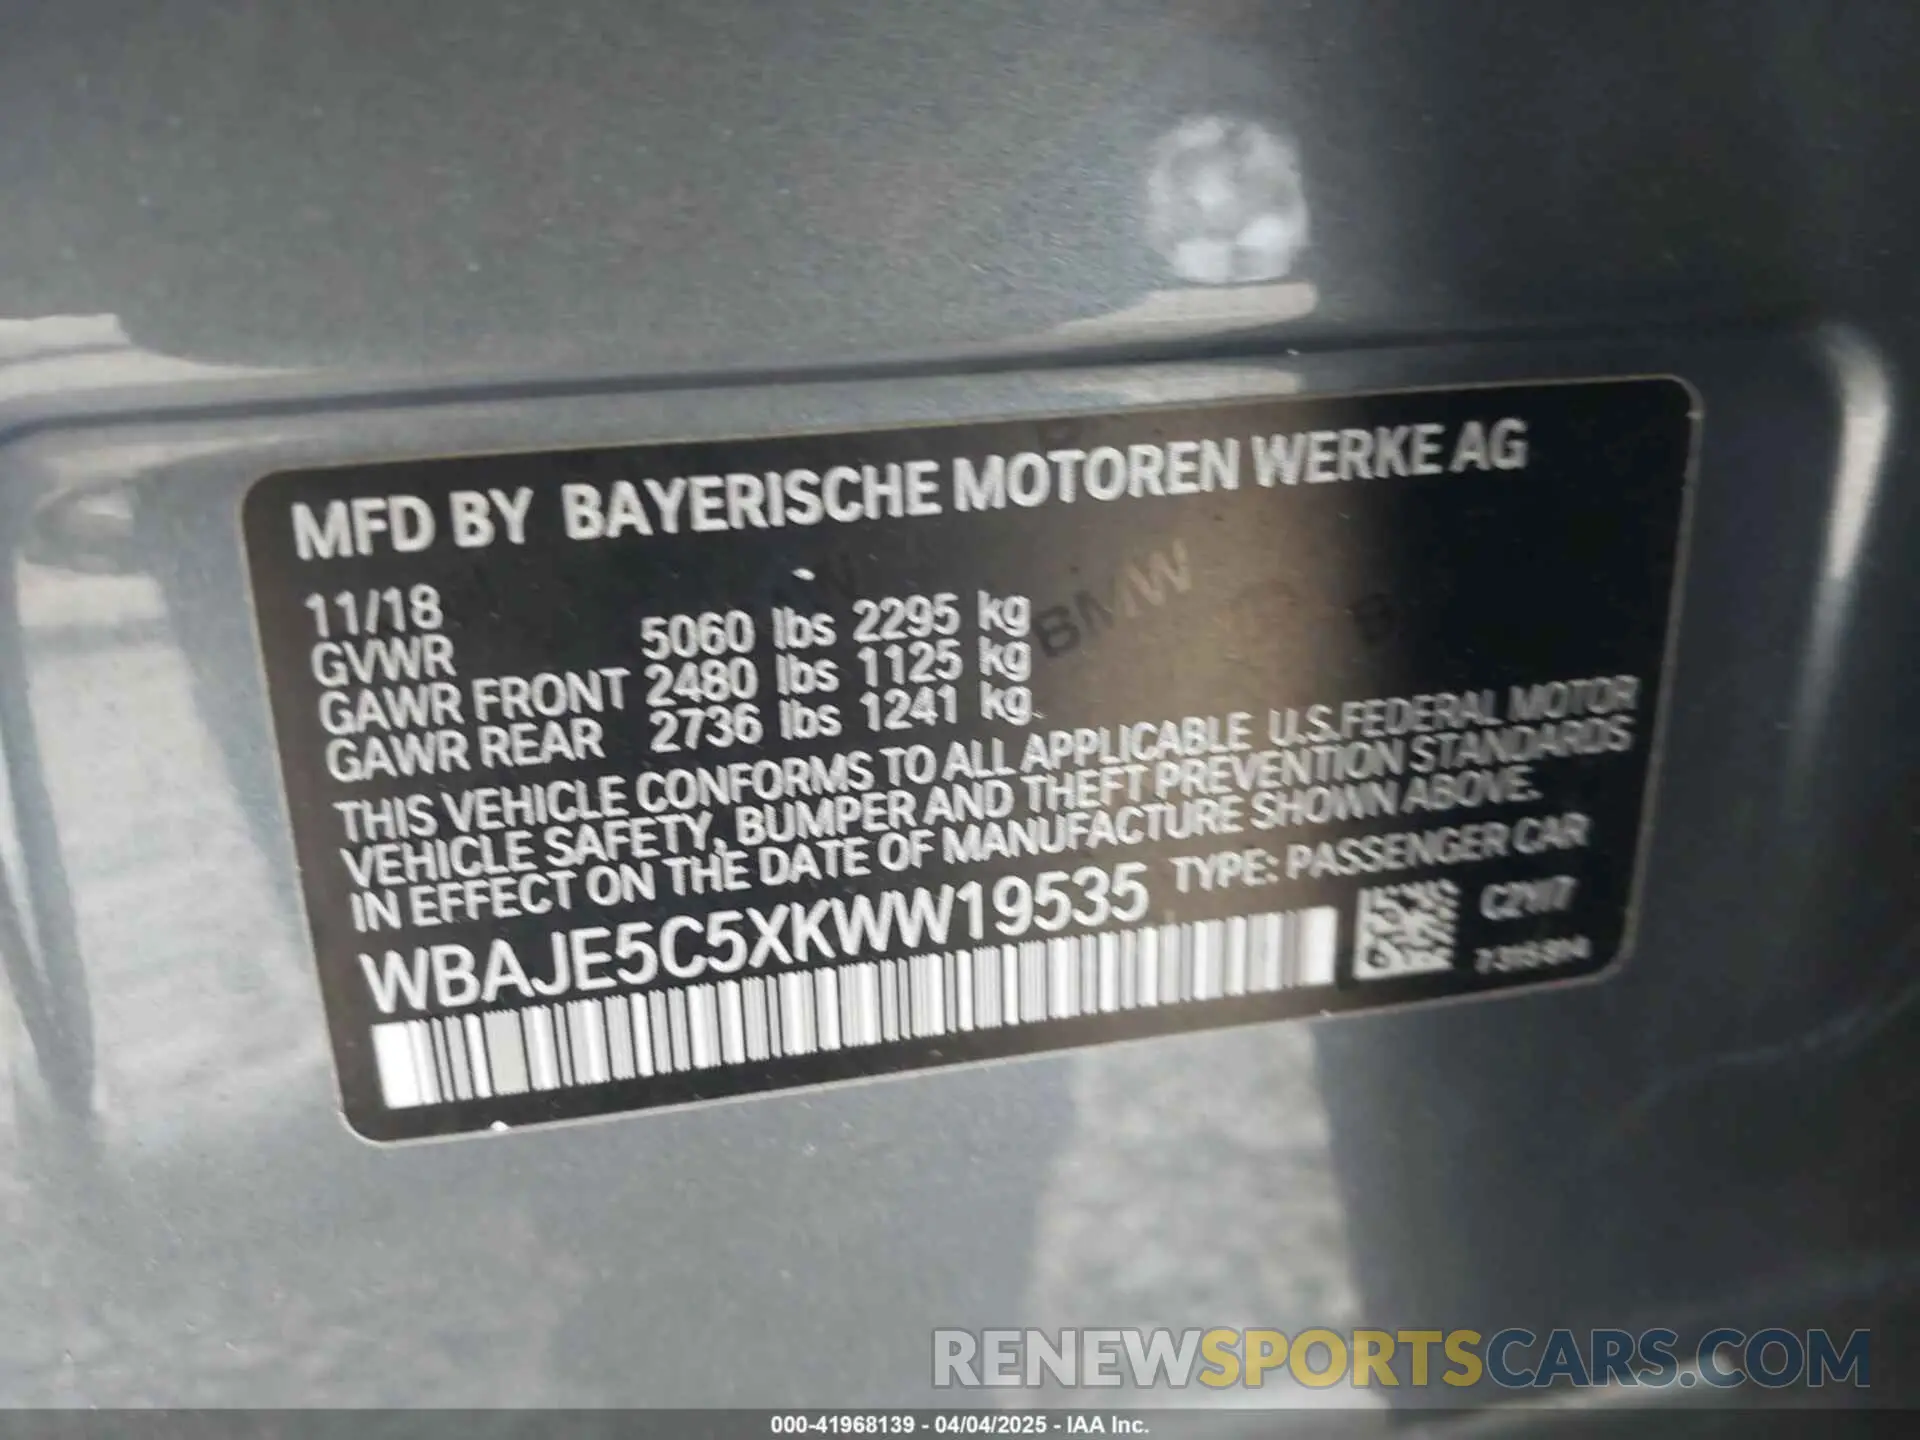 MFD BY BAYERISCHE MOTOREN WERKE AG
11/18
GVWR 5060 lbs 2295 kg
GAWR FRONT 2480 lbs 1125 kg
GAWR REAR 2736 lbs 1241 kg
BMW
THIS VEHICLE CONFORMS TO ALL APPLICABLE U.S.FEDERAL MOTOR
VEHICLE SAFETY, BUMPER AND THEFT PREVENTION STANDARDS
IN EFFECT ON THE DATE OF MANUFACTURE SHOWN ABOVE.
WBAJE5C5XKWW19535 TYPE: PASSENGER CAR
RENEWSPORTSCARS.COM
000-41968139 - 04/04/2025 - IAA Inc.